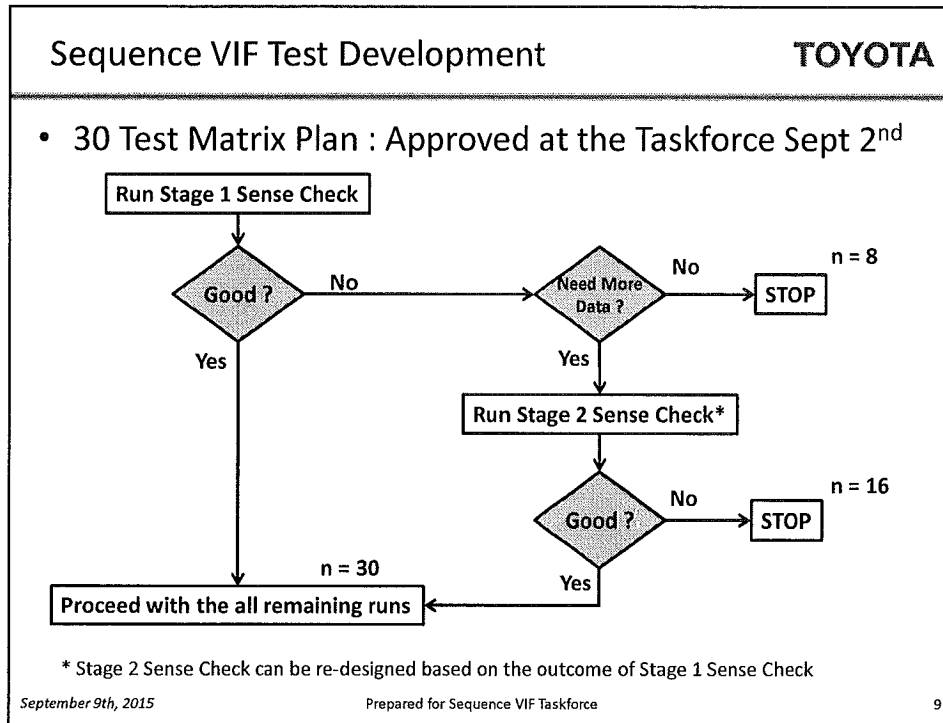 Sequence VIF Test Development
TOYOTA
• 30 Test Matrix Plan : Approved at the Taskforce Sept 2nd
Run Stage 1 Sense Check
Good ?
No
Need More
Data ?
No
n = 8
STOP
Yes
Yes
Run Stage 2 Sense Check*
Good ?
No
n = 16
STOP
Yes
n = 30
Proceed with the all remaining runs
* Stage 2 Sense Check can be re-designed based on the outcome of Stage 1 Sense Check
September 9th, 2015
Prepared for Sequence VIF Taskforce
9